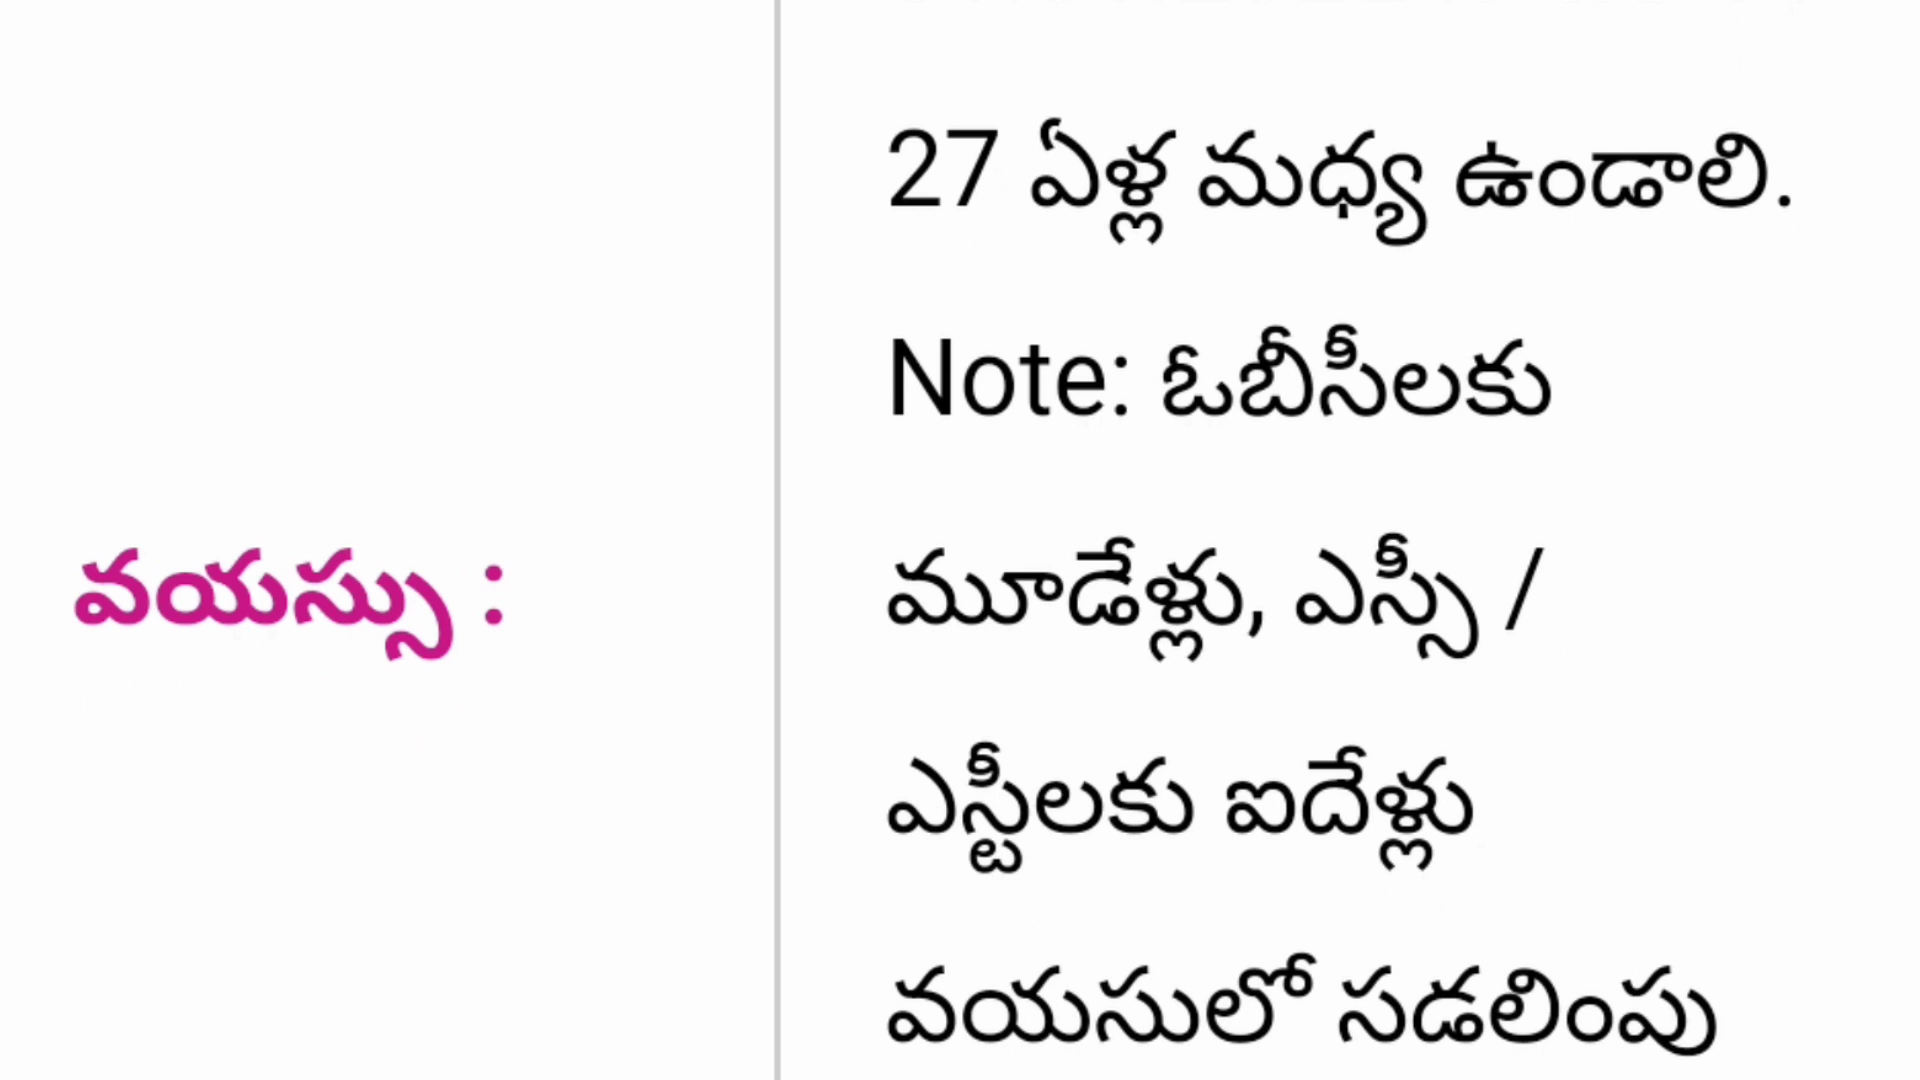 27 ఏళ్ల మధ్య ఉండాలి.
Note: ఓబీసీలకు
వయస్సు :
మూడేళ్లు, ఎస్సీ /
ఎస్టీలకు ఐదేళ్లు
వయసులో సడలింపు